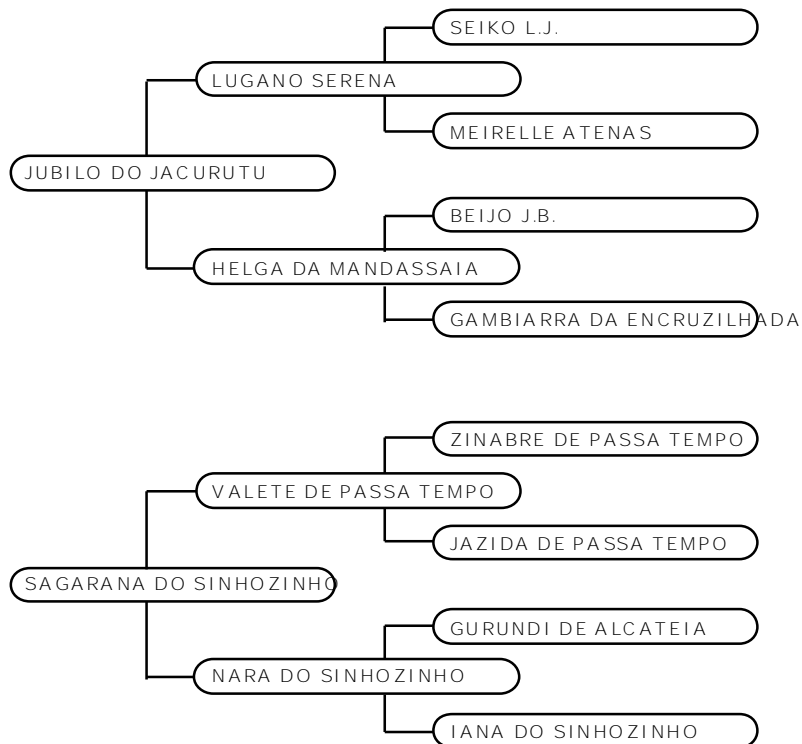 SEIKO L.J.
LUGANO SERENA
MEIRELLE ATENAS
JUBILO DO JACURUTU
BEIJO J.B.
HELGA DA MANDASSAIA
GAMBIARRA DA ENCRUZILHADA
ZINABRE DE PASSA TEMPO
VALETE DE PASSA TEMPO
JAZIDA DE PASSA TEMPO
SAGARANA DO SINHOZINHO
GURUNDI DE ALCATEIA
NARA DO SINHOZINHO
IANA DO SINHOZINHO